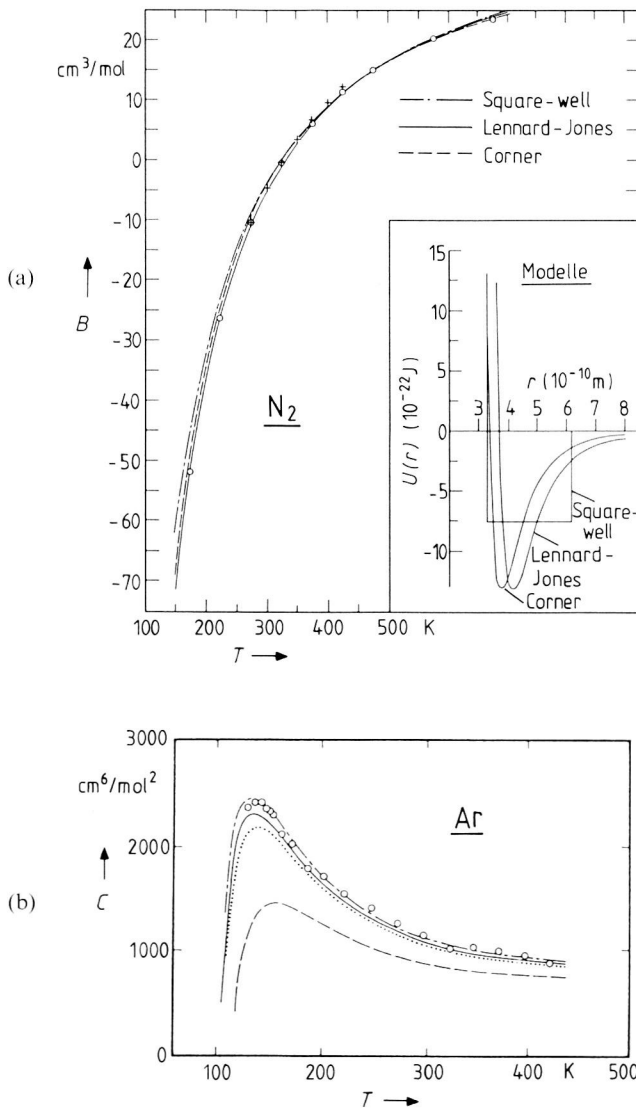 (a)
25
cm³/mol
20
10
0
-10
-20
-30
-40
-50
-60
-70
B
100 200 300 400 500 K
T
N₂
Square-well
Lennard-Jones
Corner
Modelle
15
10
5
0
-5
-10
U(r) (10⁻²²J)
r (10⁻¹⁰m)
3 4 5 6 7 8
Square-
well
Lennard-
Jones
Corner
(b)
3000
cm⁶/mol²
2000
1000
0
C
Ar
100 200 300 400 K 500
T